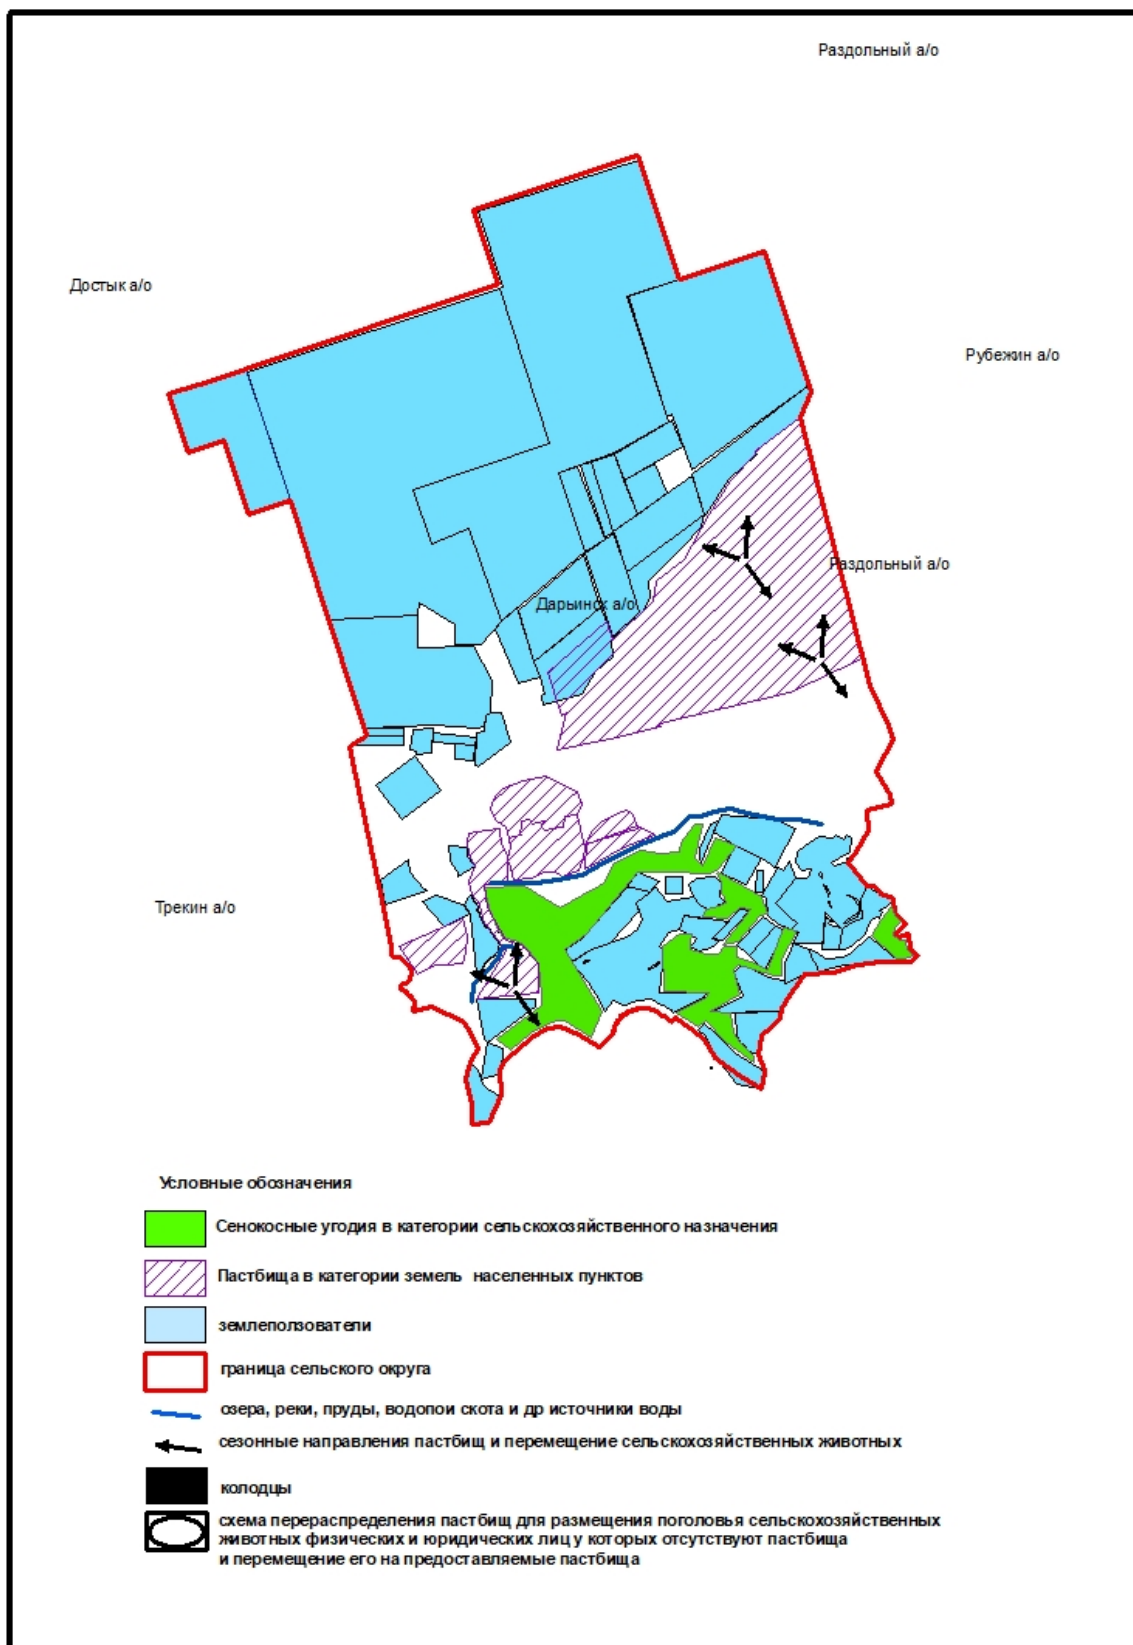 Раздольный а/о
Достык а/о
Рубежин а/о
Раздольный а/о
Дарьинск а/о
Трекин а/о
Условные обозначения
Сенокосные угодия в категории сельскохозяйственного назначения
Пастбища в категории земель населенных пунктов
землеползователи
граница сельского округа
озера, реки, пруды, водопои скота и др источники воды
сезонные направления пастбищ и перемещение сельскохозяйственных животных
колодцы
схема перераспределения пастбищ для размещения поголовья сельскохозяйственных
животных физических и юридических лиц у которых отсутствуют пастбища
и перемещение его на предоставляемые пастбища